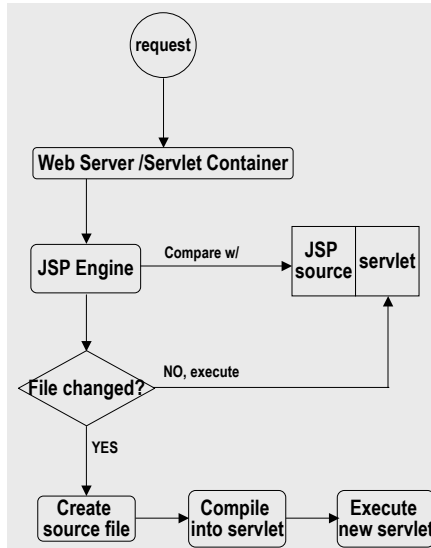 request
Web Server /Servlet Container
JSP Engine
Compare w/
JSP
source
servlet
File changed?
NO, execute
YES
Create
source file
Compile
into servlet
Execute
new servlet